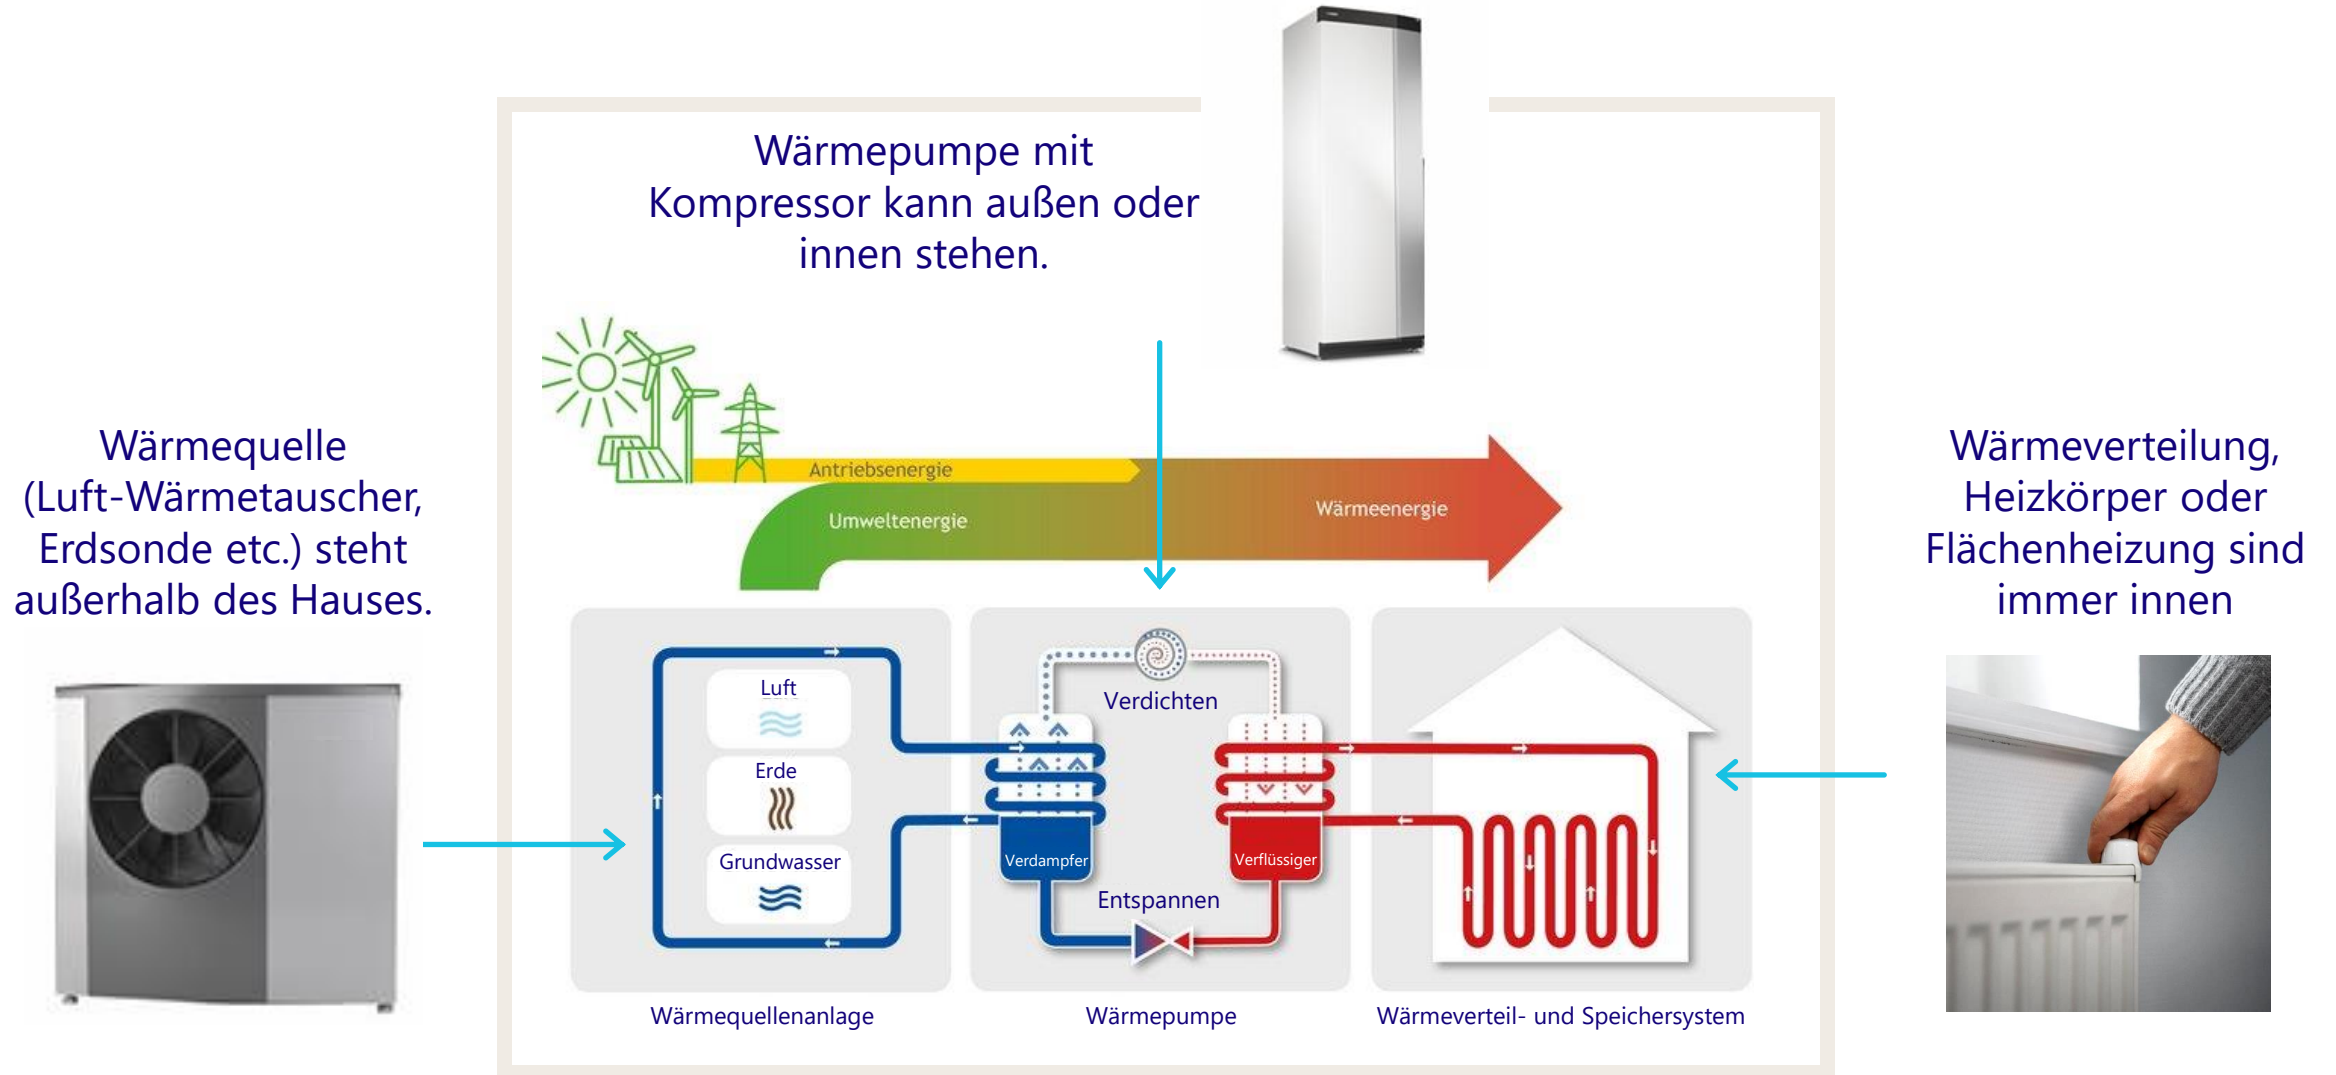 Wärmepumpe mit
Kompressor kann außen oder
innen stehen.
Wärmequelle
(Luft-Wärmetauscher,
Erdsonde etc.) steht
außerhalb des Hauses.
Antriebsenergie
Umweltenergie
Wärmeenergie
Wärmeverteilung,
Heizkörper oder
Flächenheizung sind
immer innen
Luft
Erde
Grundwasser
Verdichten
Verdampfer
Verflüssiger
Entspannen
Wärmequellenanlage
Wärmepumpe
Wärmeverteil- und Speichersystem